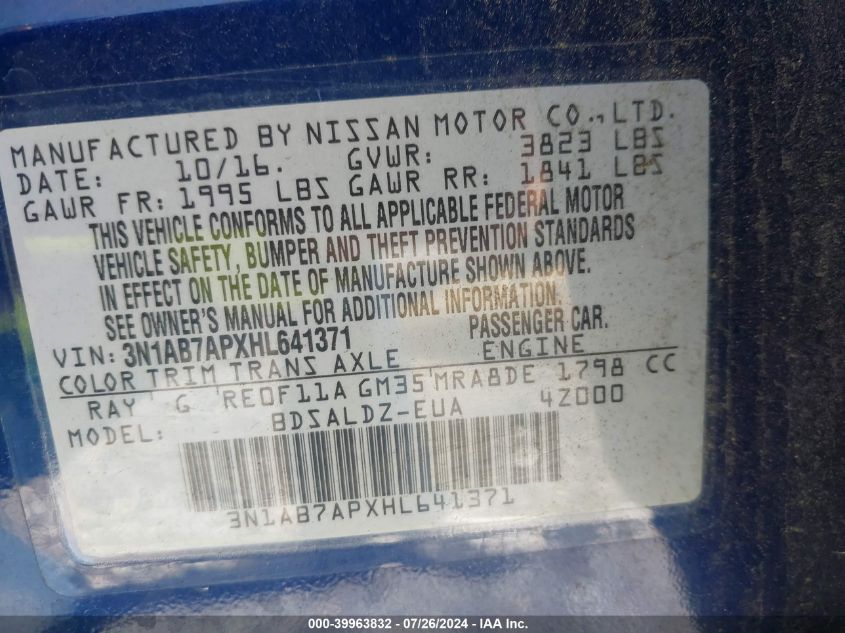 MANUFACTURED BY NISSAN MOTOR CO., LTD.
DATE: 10/16. GVWR: 3823 LBS
GAWR FR: 1995 LBS GAWR RR: 1841 LBS
THIS VEHICLE CONFORMS TO ALL APPLICABLE FEDERAL MOTOR
VEHICLE SAFETY, BUMPER AND THEFT PREVENTION STANDARDS
IN EFFECT ON THE DATE OF MANUFACTURE SHOWN ABOVE.
SEE OWNER'S MANUAL FOR ADDITIONAL INFORMATION.
VIN: 3N1AB7APXHL641371 PASSENGER CAR.
COLOR TRIM TRANS AXLE ENGINE
RAY G RE0F11A GM35 MRA8DE 1798 CC
MODEL: BDSALDZ-EUA 42000
3N1AB7APXHL641371
000-39963832 / 07/26/2024 - IAA Inc.